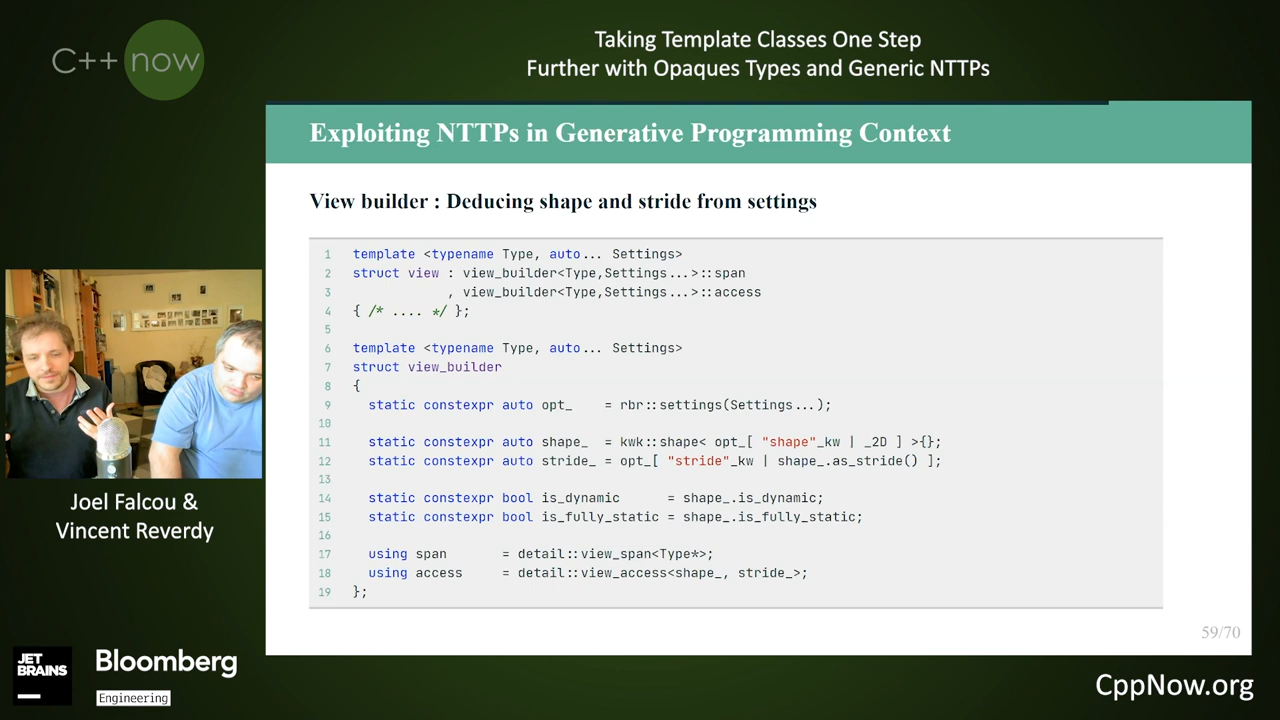 C++ now
Taking Template Classes One Step
Further with Opaques Types and Generic NTTPs
Exploiting NTTPs in Generative Programming Context
View builder : Deducing shape and stride from settings
1 template <typename Type, auto... Settings>
2 struct view : view_builder<Type,Settings...>::span
3 , view_builder<Type,Settings...>::access
4 { /* .... */ };
5
6 template <typename Type, auto... Settings>
7 struct view_builder
8 {
9 static constexpr auto opt_ = rbr::settings(Settings...);
10
11 static constexpr auto shape_ = kwk::shape< opt_[ "shape"_kw | _2D ] >{};
12 static constexpr auto stride_ = opt_[ "stride"_kw | shape_.as_stride() ];
13
14 static constexpr bool is_dynamic = shape_.is_dynamic;
15 static constexpr bool is_fully_static = shape_.is_fully_static;
16
17 using span = detail::view_span<Type*>;
18 using access = detail::view_access<shape_, stride_>;
19 };
59/70
Joel Falcou &
Vincent Reverdy
JET
BRAINS
Bloomberg
Engineering
CppNow.org